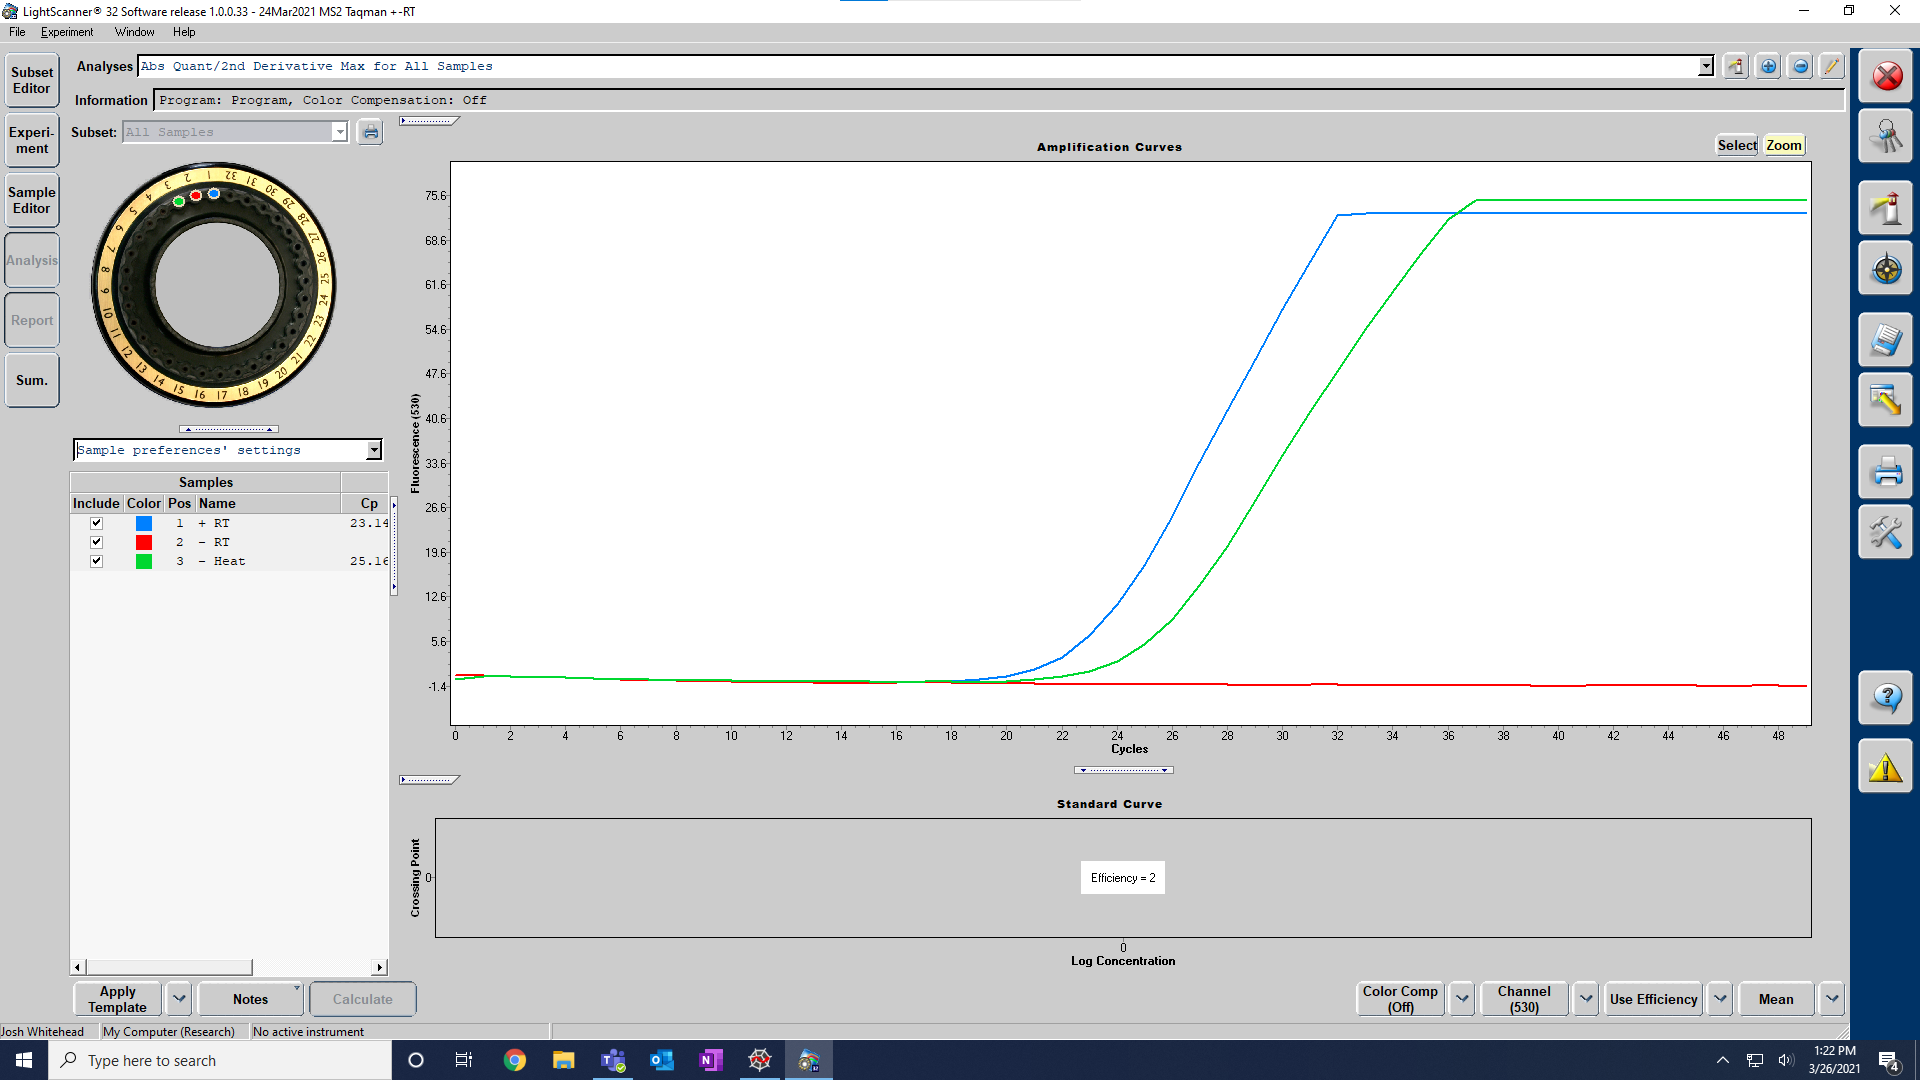 LightScanner® 32 Software release 1.0.0.33 - 24Mar2021 MS2 Taqman +-RT
File Experiment Window Help
Subset Editor
Experi-ment
Sample Editor
Analysis
Report
Sum.
Analyses Abs Quant/2nd Derivative Max for All Samples
Information Program: Program, Color Compensation: Off
Subset: All Samples
1 2 3 4 5 6 7 8 9 10 11 12 13 14 15 16 17 18 19 20 21 22 23 24 25 26 27 28 29 30 31 32
Sample preferences' settings
Samples
Include Color Pos Name Cp
1 + RT 23.14
2 - RT
3 - Heat 25.16
Apply Template
Notes
Calculate
Amplification Curves
Select Zoom
Fluorescence (530)
75.6
68.6
61.6
54.6
47.6
40.6
33.6
26.6
19.6
12.6
5.6
-1.4
0 2 4 6 8 10 12 14 16 18 20 22 24 26 28 30 32 34 36 38 40 42 44 46 48
Cycles
Standard Curve
Crossing Point
0
Efficiency = 2
0
Log Concentration
Color Comp (Off)
Channel (530)
Use Efficiency
Mean
Josh Whitehead My Computer (Research) No active instrument
Type here to search
1:22 PM
3/26/2021
4